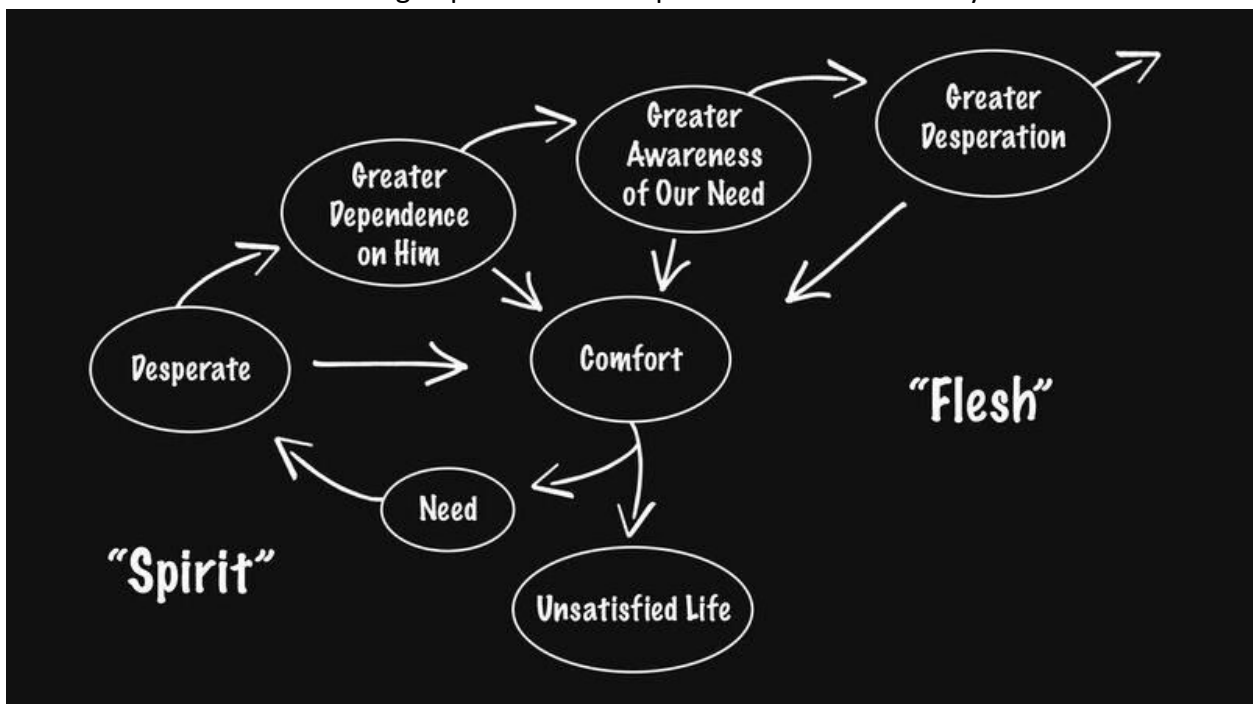 Greater
Desperation
Greater
Awareness
of Our Need
Greater
Dependence
on Him
Desperate
Comfort
"Flesh"
Need
"Spirit"
Unsatisfied Life